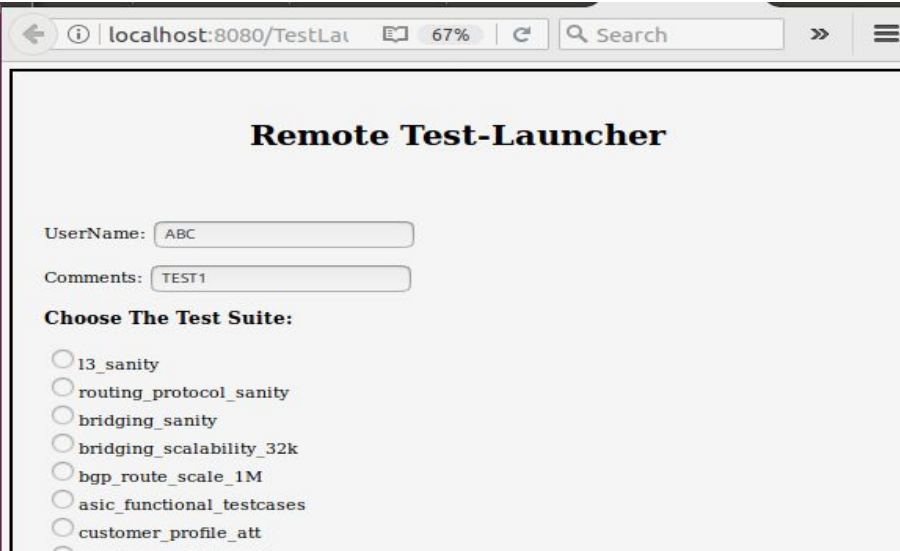 localhost:8080/TestLau 67% Search
Remote Test-Launcher
UserName: ABC
Comments: TEST1
Choose The Test Suite:
l3_sanity
routing_protocol_sanity
bridging_sanity
bridging_scalability_32k
bgp_route_scale_1M
asic_functional_testcases
customer_profile_att